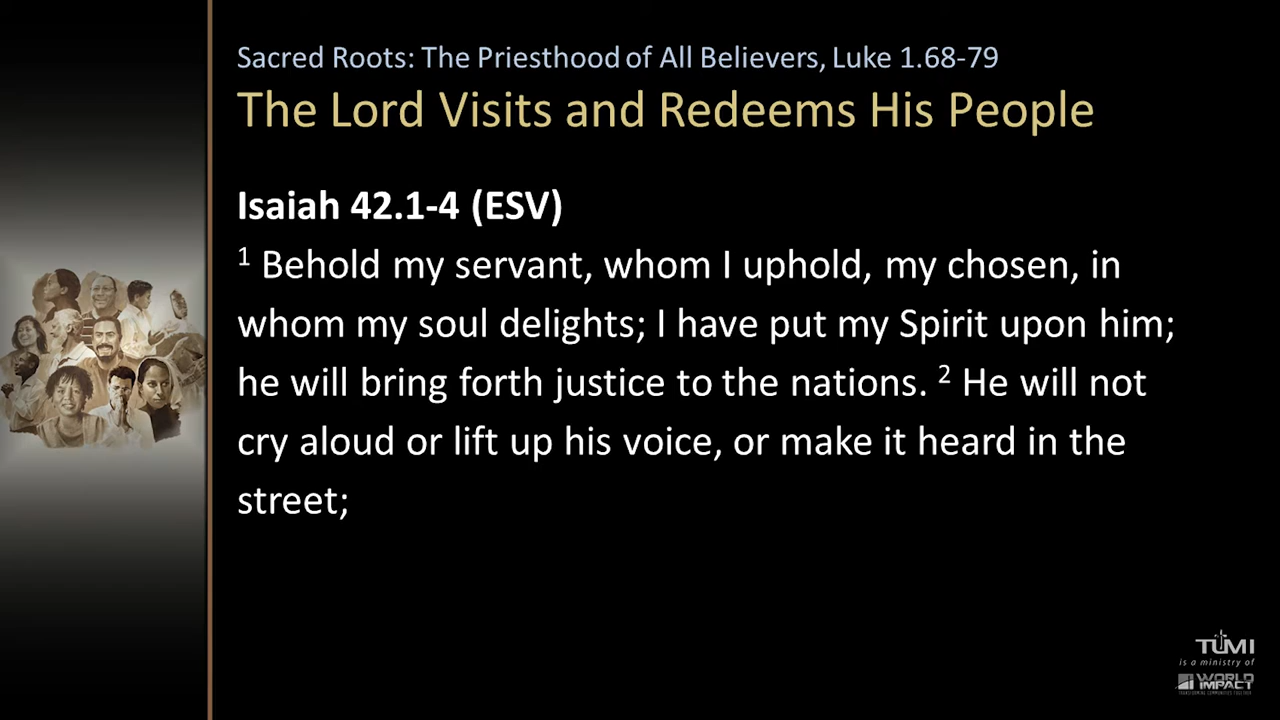 Sacred Roots: The Priesthood of All Believers, Luke 1.68-79
The Lord Visits and Redeems His People
Isaiah 42.1-4 (ESV)
1 Behold my servant, whom I uphold, my chosen, in
whom my soul delights; I have put my Spirit upon him;
he will bring forth justice to the nations. 2 He will not
cry aloud or lift up his voice, or make it heard in the
street;
TUMI
is a ministry of
WORLD
IMPACT
TRANSFORMING COMMUNITIES TOGETHER